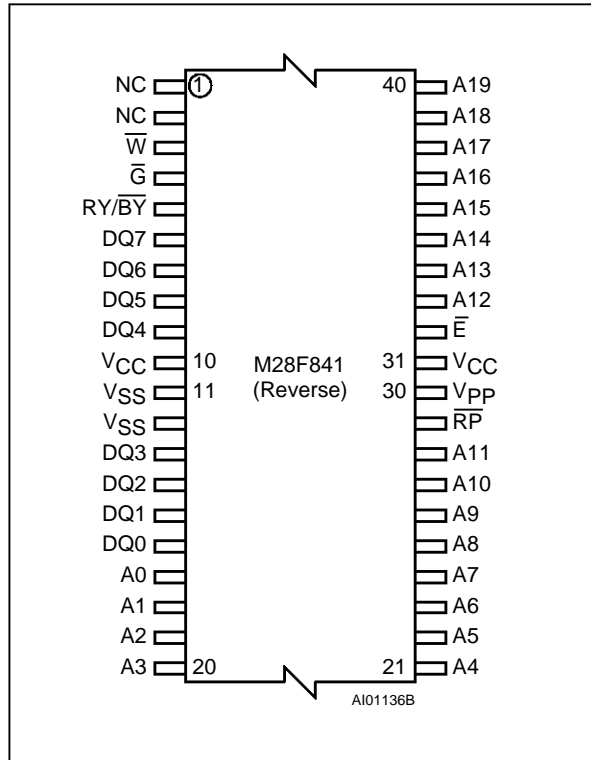 NC 1 40 A19
NC A18
W̅ A17
G̅ A16
RY/B̅Y̅ A15
DQ7 A14
DQ6 A13
DQ5 A12
DQ4 E̅
VCC 10 M28F841 31 VCC
VSS 11 (Reverse) 30 VPP
VSS R̅P̅
DQ3 A11
DQ2 A10
DQ1 A9
DQ0 A8
A0 A7
A1 A6
A2 A5
A3 20 21 A4
AI01136B